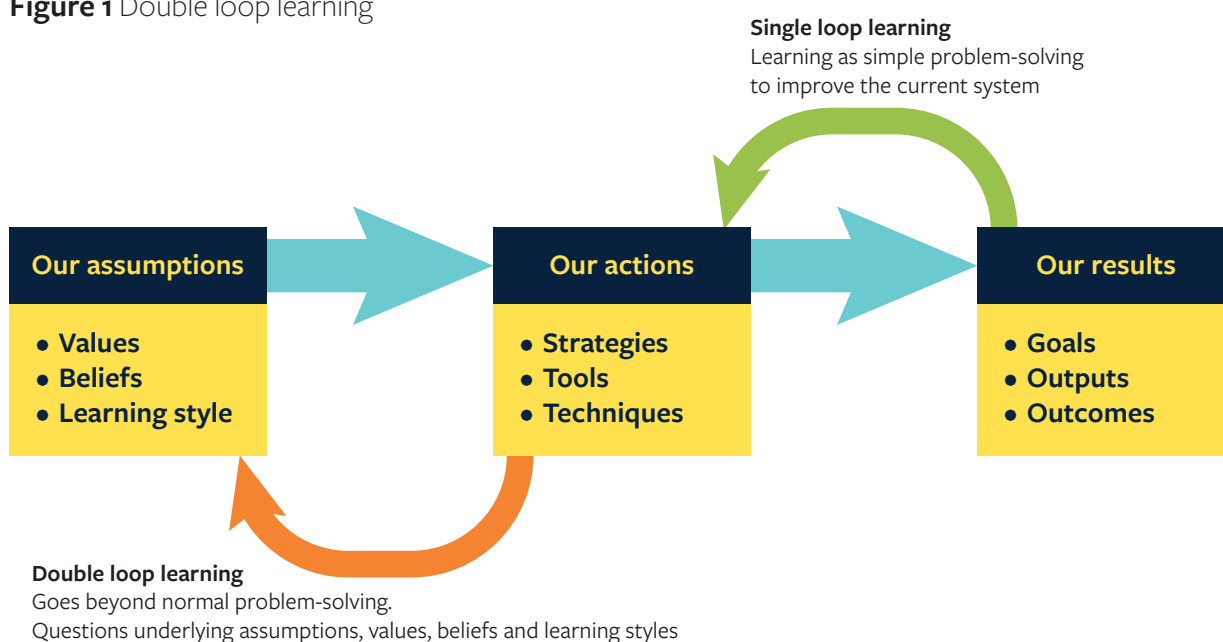 Figure 1 Double loop learning
Single loop learning
Learning as simple problem-solving
to improve the current system
Our assumptions
• Values
• Beliefs
• Learning style
Our actions
• Strategies
• Tools
• Techniques
Our results
• Goals
• Outputs
• Outcomes
Double loop learning
Goes beyond normal problem-solving.
Questions underlying assumptions, values, beliefs and learning styles